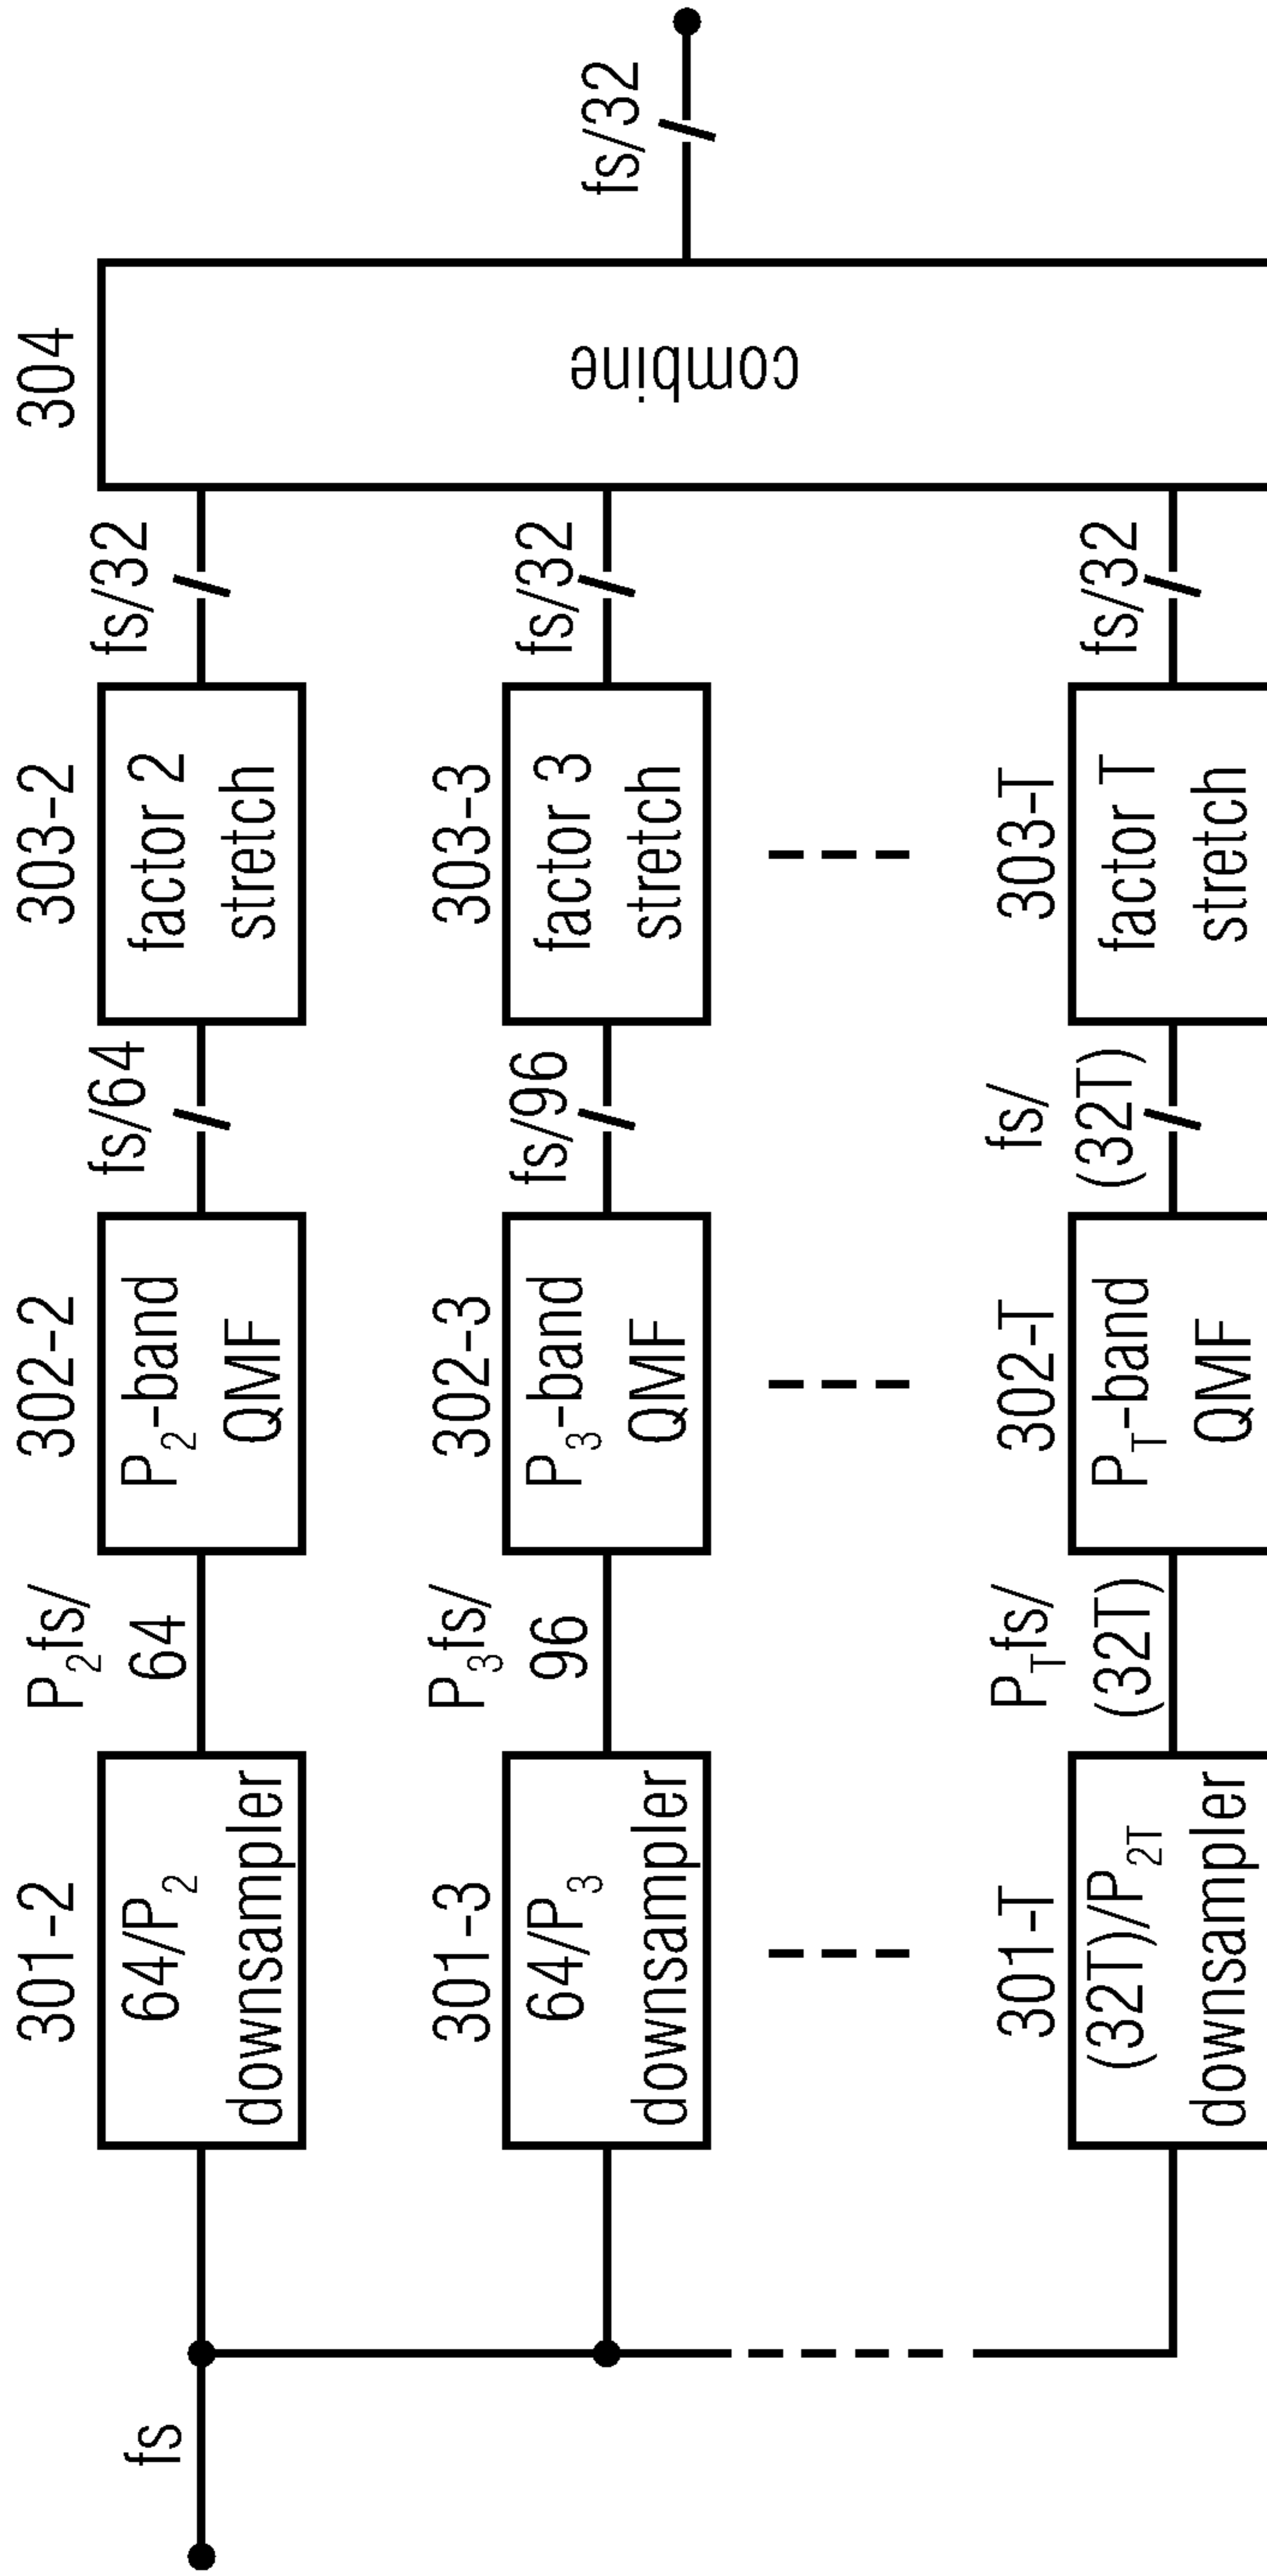 301-2
302-2
303-2
304
fs
64/P₂
downsampler
P₂fs/
64
P₂-band
QMF
fs/64
factor 2
stretch
fs/32
combine
fs/32
301-3
302-3
303-3
64/P₃
downsampler
P₃fs/
96
P₃-band
QMF
fs/96
factor 3
stretch
fs/32
301-T
302-T
303-T
(32T)/P₂T
downsampler
PTfs/
(32T)
PT-band
QMF
fs/
(32T)
factor T
stretch
fs/32